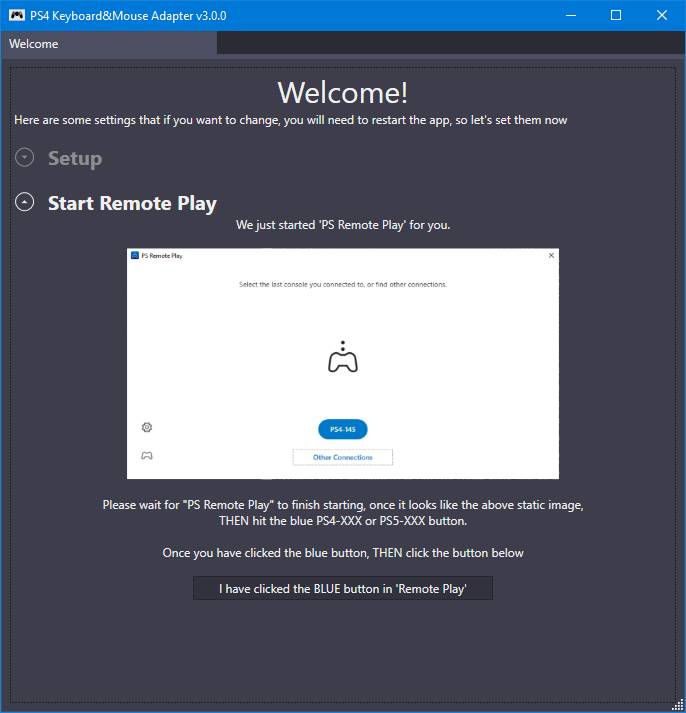 PS4 Keyboard&Mouse Adapter v3.0.0
Welcome
Welcome!
Here are some settings that if you want to change, you will need to restart the app, so let's set them now
Setup
Start Remote Play
We just started 'PS Remote Play' for you.
PS Remote Play
Select the last console you connected to, or find other connections.
PS4-145
Other Connections
Please wait for "PS Remote Play" to finish starting, once it looks like the above static image,
THEN hit the blue PS4-XXX or PS5-XXX button.
Once you have clicked the blue button, THEN click the button below
I have clicked the BLUE button in 'Remote Play'